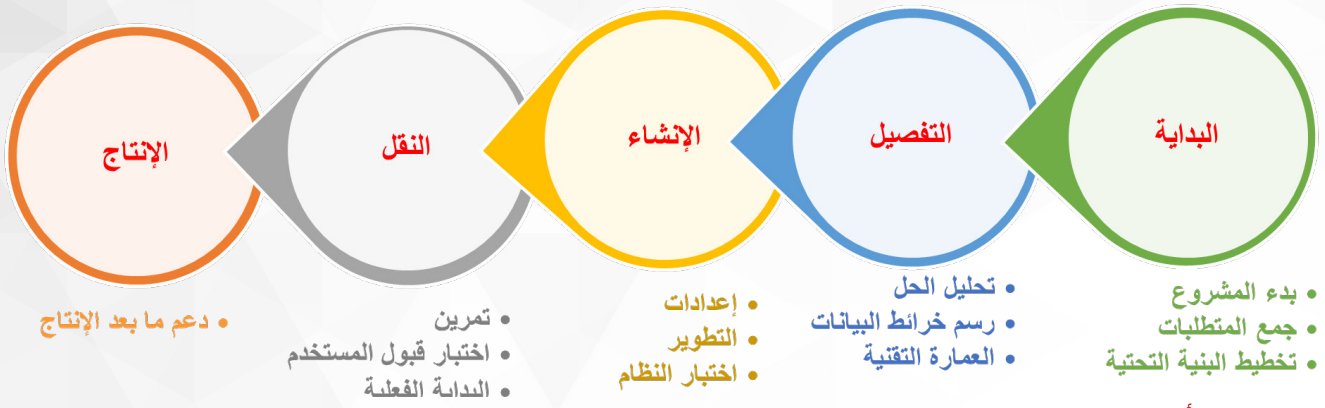 البداية
• بدء المشروع
• جمع المتطلبات
• تخطيط البنية التحتية
التفصيل
• تحليل الحل
• رسم خرائط البيانات
• العمارة التقنية
الإنشاء
• إعدادات
• التطوير
• اختبار النظام
النقل
• تمرين
• اختبار قبول المستخدم
• البداية الفعلية
الإنتاج
• دعم ما بعد الإنتاج